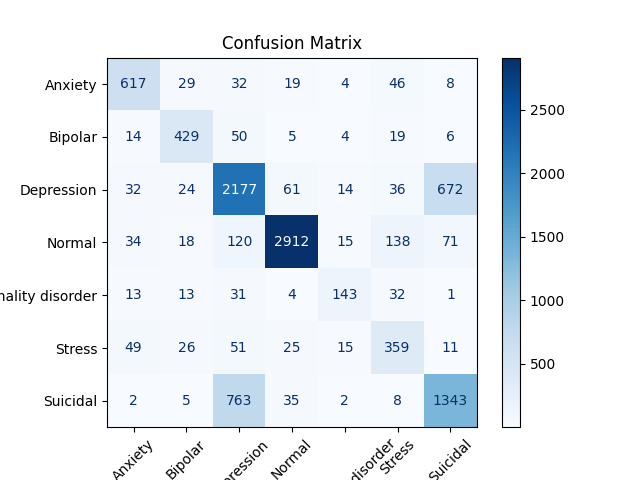 Confusion Matrix
Anxiety 617 29 32 19 4 46 8
Bipolar 14 429 50 5 4 19 6
Depression 32 24 2177 61 14 36 672
Normal 34 18 120 2912 15 138 71
nality disorder 13 13 31 4 143 32 1
Stress 49 26 51 25 15 359 11
Suicidal 2 5 763 35 2 8 1343
Anxiety Bipolar ression Normal disorder Stress Suicidal
2500
2000
1500
1000
500